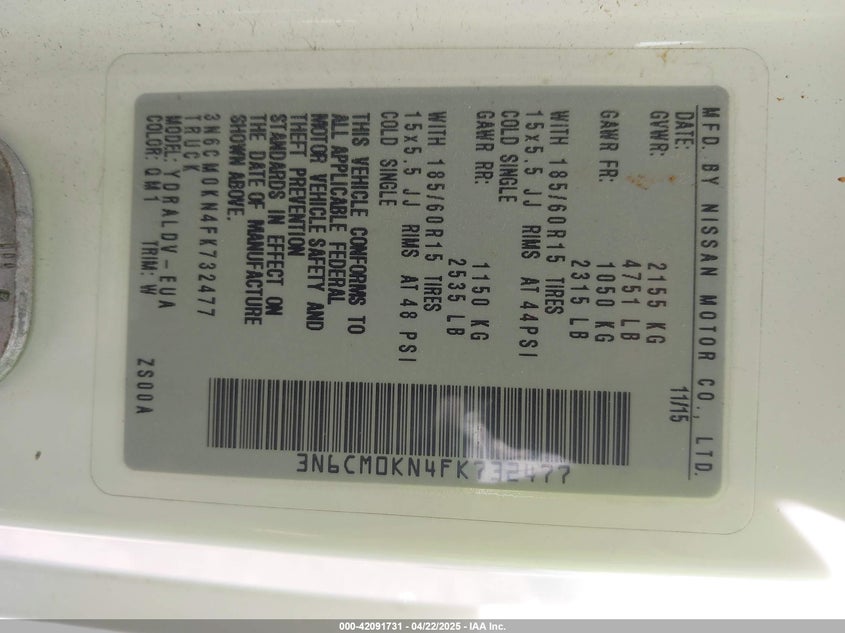 MFD. BY NISSAN MOTOR CO., LTD.
DATE: 11/15
GVWR: 2155 KG
4751 LB
GAWR FR: 1050 KG
2315 LB
WITH 185/60R15 TIRES
15x5.5 JJ RIMS AT 44PSI
COLD SINGLE
GAWR RR: 1150 KG
2535 LB
WITH 185/60R15 TIRES
15x5.5 JJ RIMS AT 48 PSI
COLD SINGLE
THIS VEHICLE CONFORMS TO
ALL APPLICABLE FEDERAL
MOTOR VEHICLE SAFETY AND
THEFT PREVENTION
STANDARDS IN EFFECT ON
THE DATE OF MANUFACTURE
SHOWN ABOVE.
3N6CM0KN4FK732477
TRUCK
MODEL: YDRALDV-EUA
COLOR: QM1 TRIM: W ZS00A
3N6CM0KN4FK732477
000-42091731 - 04/22/2025 - IAA Inc.